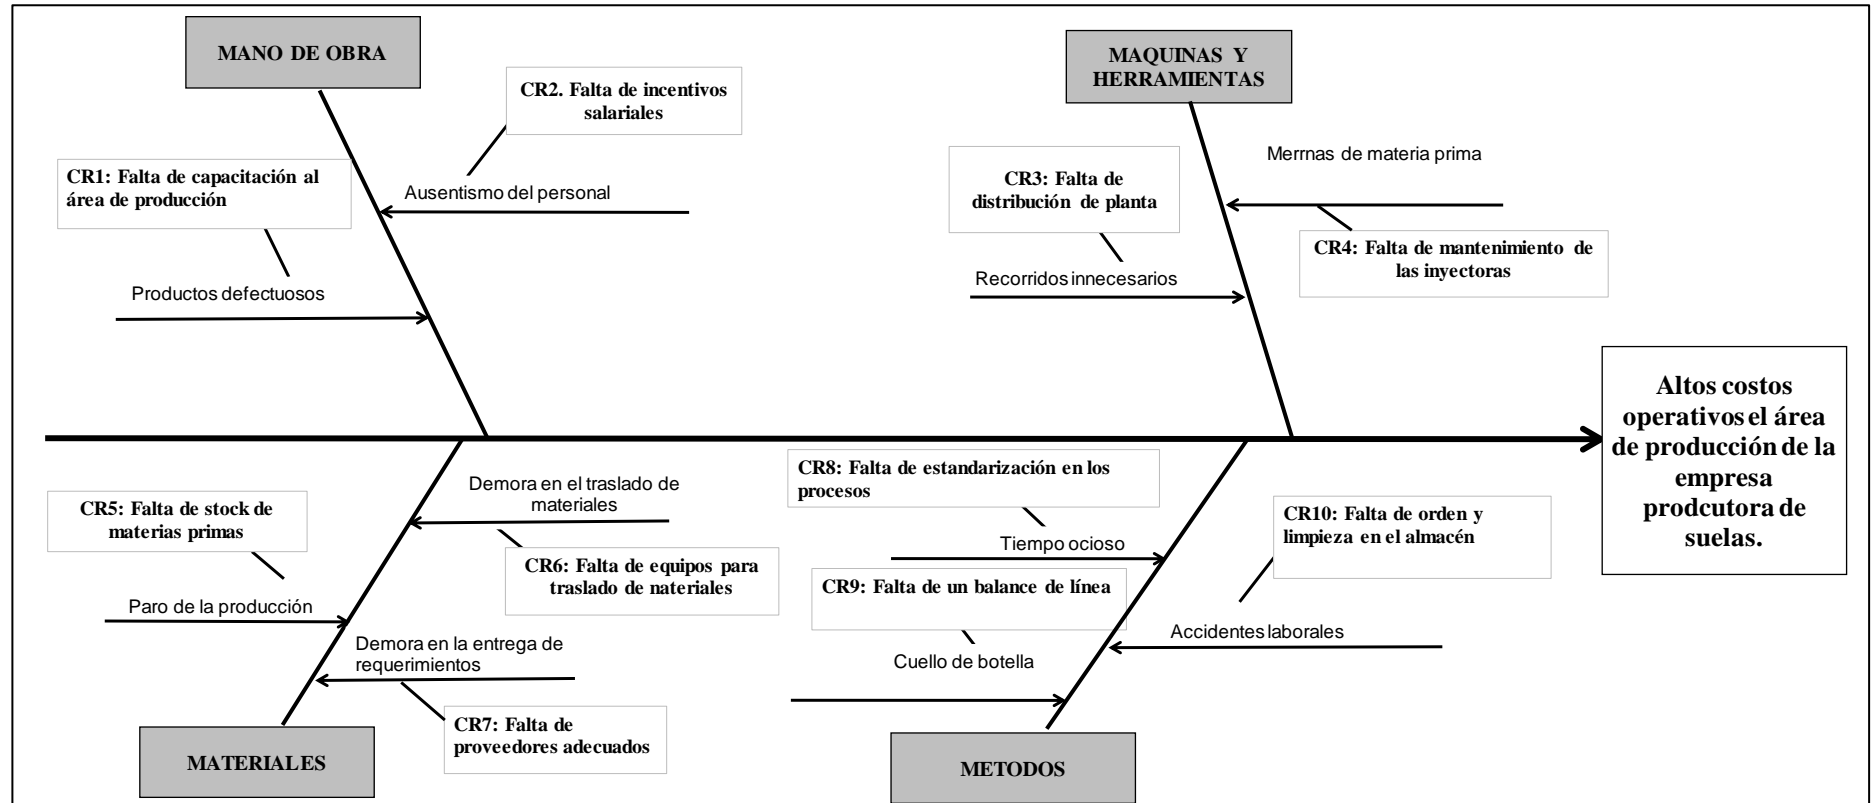 MANO DE OBRA
CR2. Falta de incentivos
salariales
CR1: Falta de capacitación al
área de producción
Ausentismo del personal
Productos defectuosos
MAQUINAS Y
HERRAMIENTAS
Merrnas de materia prima
CR3: Falta de
distribución de planta
CR4: Falta de mantenimiento de
las inyectoras
Recorridos innecesarios
Altos costos
operativos el área
de producción de la
empresa
prodcutora de
suelas.
Demora en el traslado de
materiales
CR5: Falta de stock de
materias primas
CR6: Falta de equipos para
traslado de nateriales
Paro de la producción
Demora en la entrega de
requerimientos
CR7: Falta de
proveedores adecuados
MATERIALES
CR8: Falta de estandarización en los
procesos
Tiempo ocioso
CR10: Falta de orden y
limpieza en el almacén
CR9: Falta de un balance de línea
Accidentes laborales
Cuello de botella
METODOS